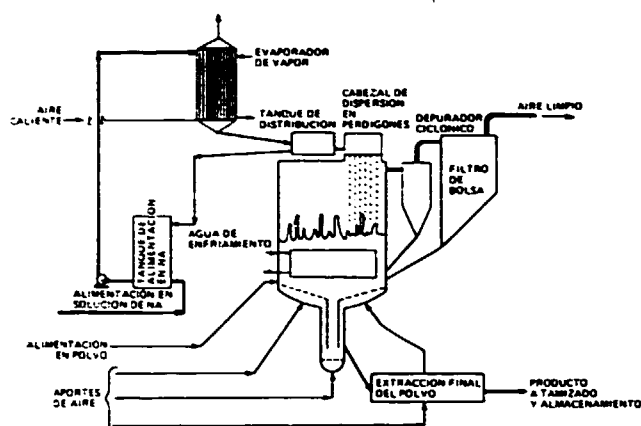 EVAPORADOR
DE VAPOR
AIRE
CALIENTE
TANQUE DE
DISTRIBUCION
CABEZAL DE
DISPERSION
EN
PERDIGONES
DEPURADOR
CICLONICO
AIRE LIMPIO
FILTRO
DE
BOLSA
TANQUE DE
ALIMENTACION
EN NA
AGUA DE
ENFRIAMIENTO
ALIMENTACIÓN EN
SOLUCION DE NA
ALIMENTACIÓN
EN POLVO
APORTES
DE AIRE
EXTRACCION FINAL
DEL POLVO
PRODUCTO
A TAMIZADO
Y ALMACENAMIENTO